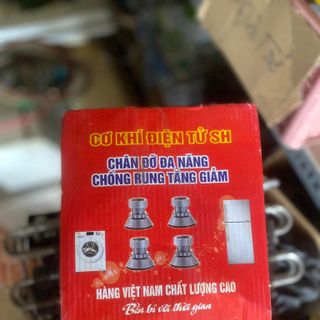 CƠ KHÍ ĐIỆN TỬ SH
CHÂN ĐỠ ĐA NĂNG
CHỐNG RUNG TĂNG GIẢM
HÀNG VIỆT NAM CHẤT LƯỢNG CAO
Bền bỉ với thời gian